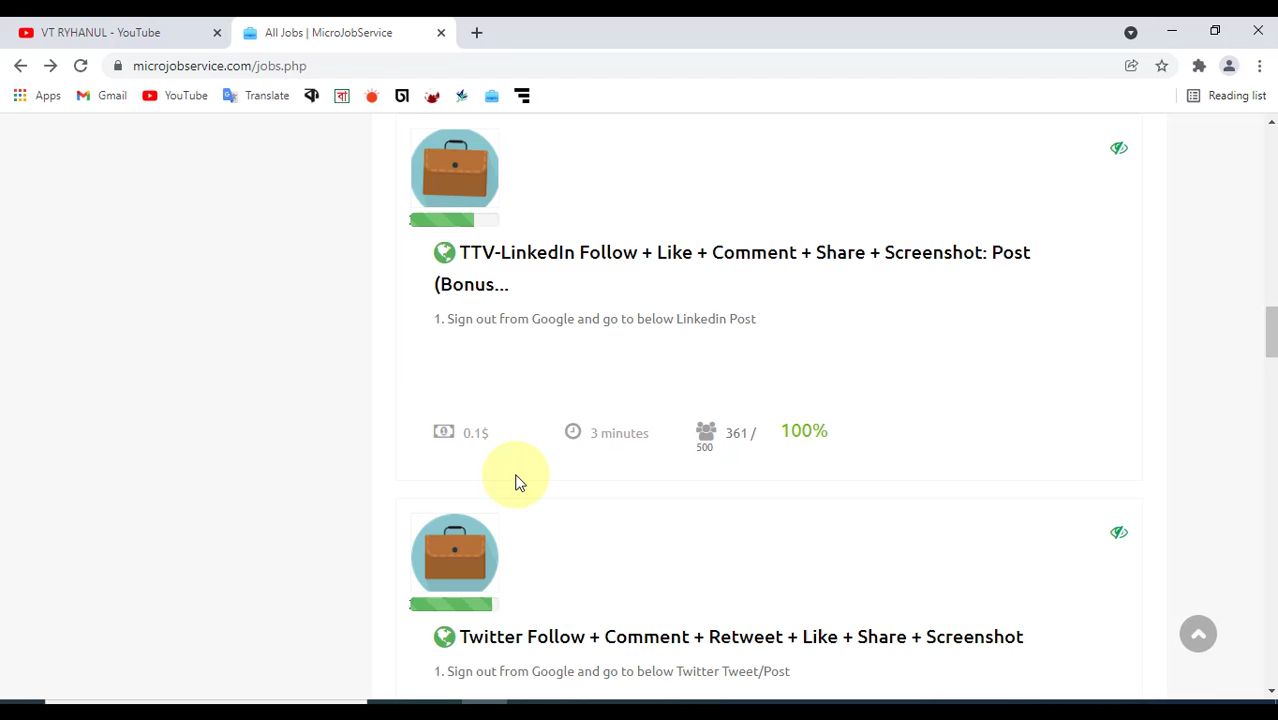 VT RYHANUL - YouTube
All Jobs | MicroJobService
microjobservice.com/jobs.php
Apps
Gmail
YouTube
Translate
Reading list
TTV-LinkedIn Follow + Like + Comment + Share + Screenshot: Post
(Bonus...
1. Sign out from Google and go to below Linkedin Post
0.1$
3 minutes
361 /
500
100%
Twitter Follow + Comment + Retweet + Like + Share + Screenshot
1. Sign out from Google and go to below Twitter Tweet/Post